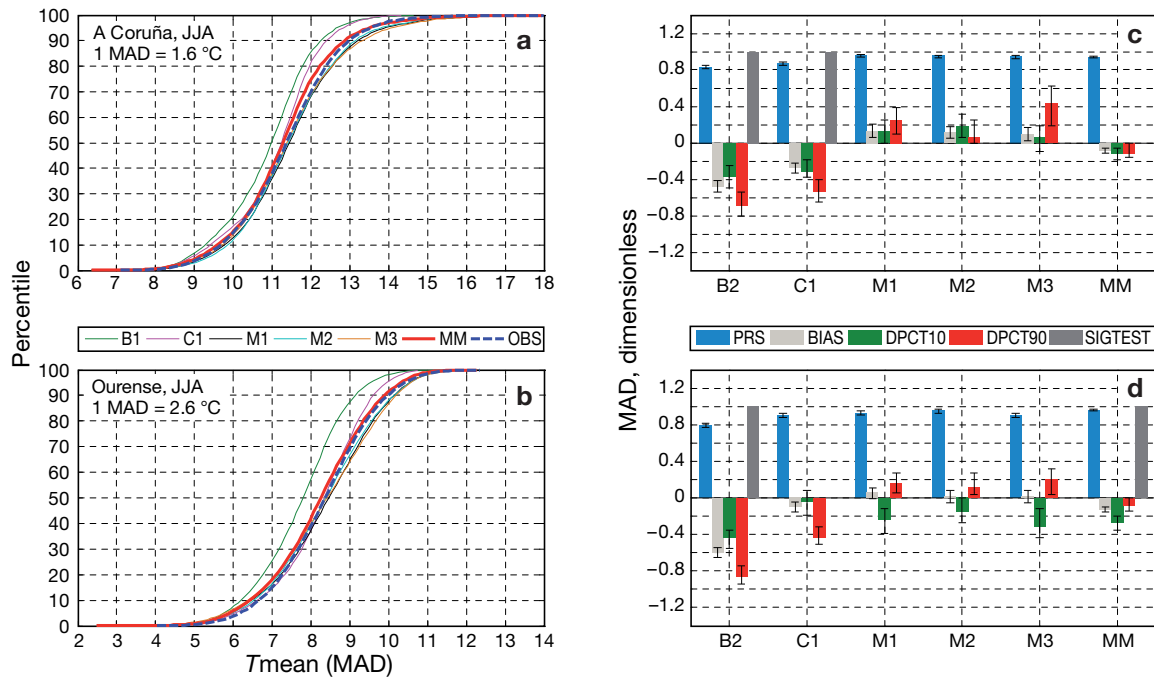 A Coruña, JJA
1 MAD = 1.6 °C
a
100
90
80
70
60
50
40
30
20
10
0
6 7 8 9 10 11 12 13 14 15 16 17 18
Percentile
B1 C1 M1 M2 M3 MM OBS
Ourense, JJA
1 MAD = 2.6 °C
b
100
90
80
70
60
50
40
30
20
10
0
2 3 4 5 6 7 8 9 10 11 12 13 14
Tmean (MAD)
c
1.2
0.8
0.4
0
−0.4
−0.8
−1.2
B2 C1 M1 M2 M3 MM
MAD, dimensionless
PRS BIAS DPCT10 DPCT90 SIGTEST
d
1.2
0.8
0.4
0
−0.4
−0.8
−1.2
B2 C1 M1 M2 M3 MM